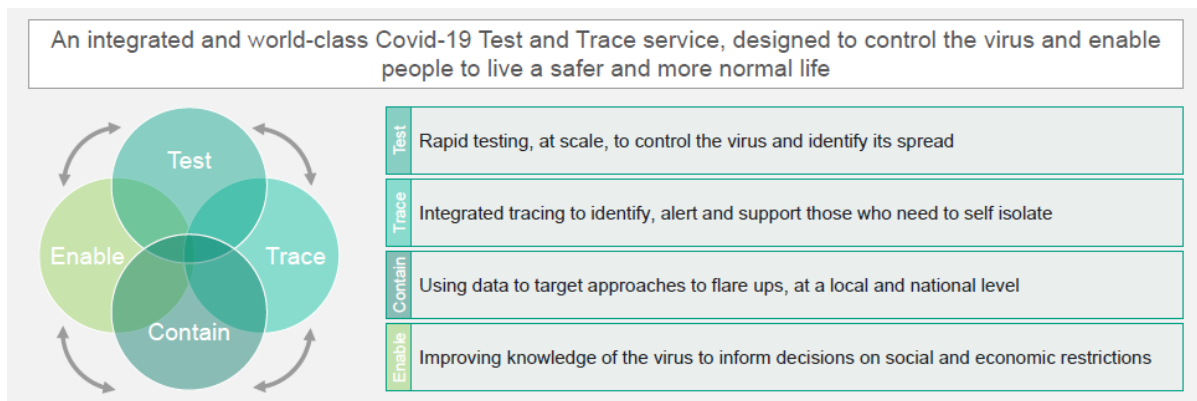 An integrated and world-class Covid-19 Test and Trace service, designed to control the virus and enable
people to live a safer and more normal life
Test
Enable
Trace
Contain
Test
Rapid testing, at scale, to control the virus and identify its spread
Trace
Integrated tracing to identify, alert and support those who need to self isolate
Contain
Using data to target approaches to flare ups, at a local and national level
Enable
Improving knowledge of the virus to inform decisions on social and economic restrictions